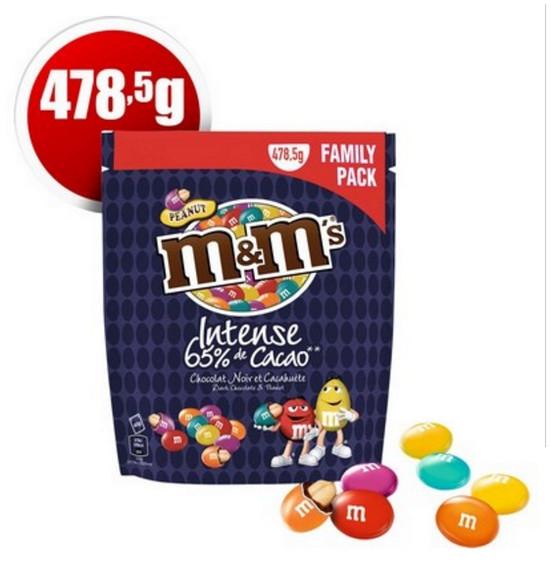 478,5g
478,5g
FAMILY
PACK
PEANUT
m&m's
Intense
65% de Cacao**
Chocolat Noir et Cacahuète
Dark Chocolate & Peanut
m
m
m
m